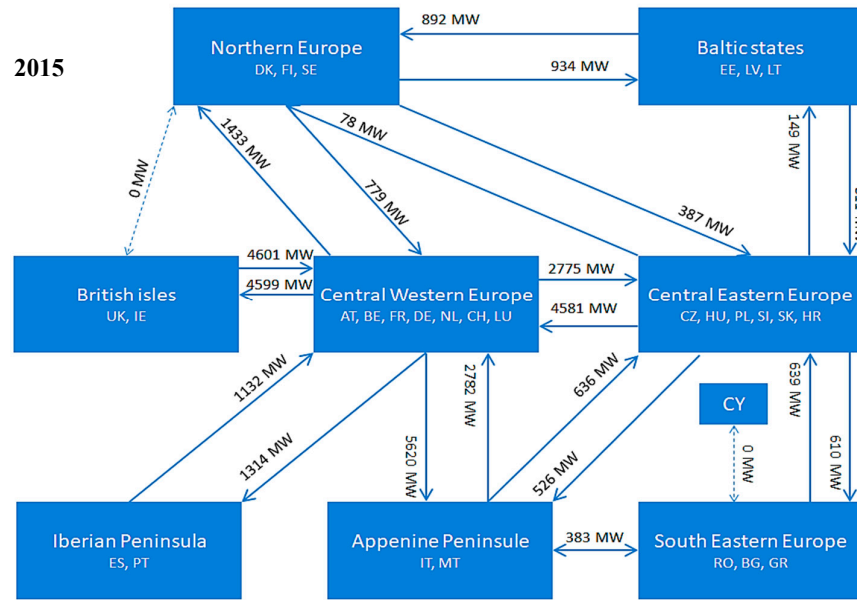 892 MW
Northern Europe
DK, FI, SE
Baltic states
EE, LV, LT
2015
934 MW
1433 MW
78 MW
149 MW
0 MW
779 MW
387 MW
4601 MW
British isles
UK, IE
4599 MW
Central Western Europe
AT, BE, FR, DE, NL, CH, LU
2775 MW
4581 MW
Central Eastern Europe
CZ, HU, PL, SI, SK, HR
1132 MW
1314 MW
2782 MW
5620 MW
636 MW
526 MW
CY
0 MW
639 MW
610 MW
Iberian Peninsula
ES, PT
Appenine Peninsule
IT, MT
383 MW
South Eastern Europe
RO, BG, GR